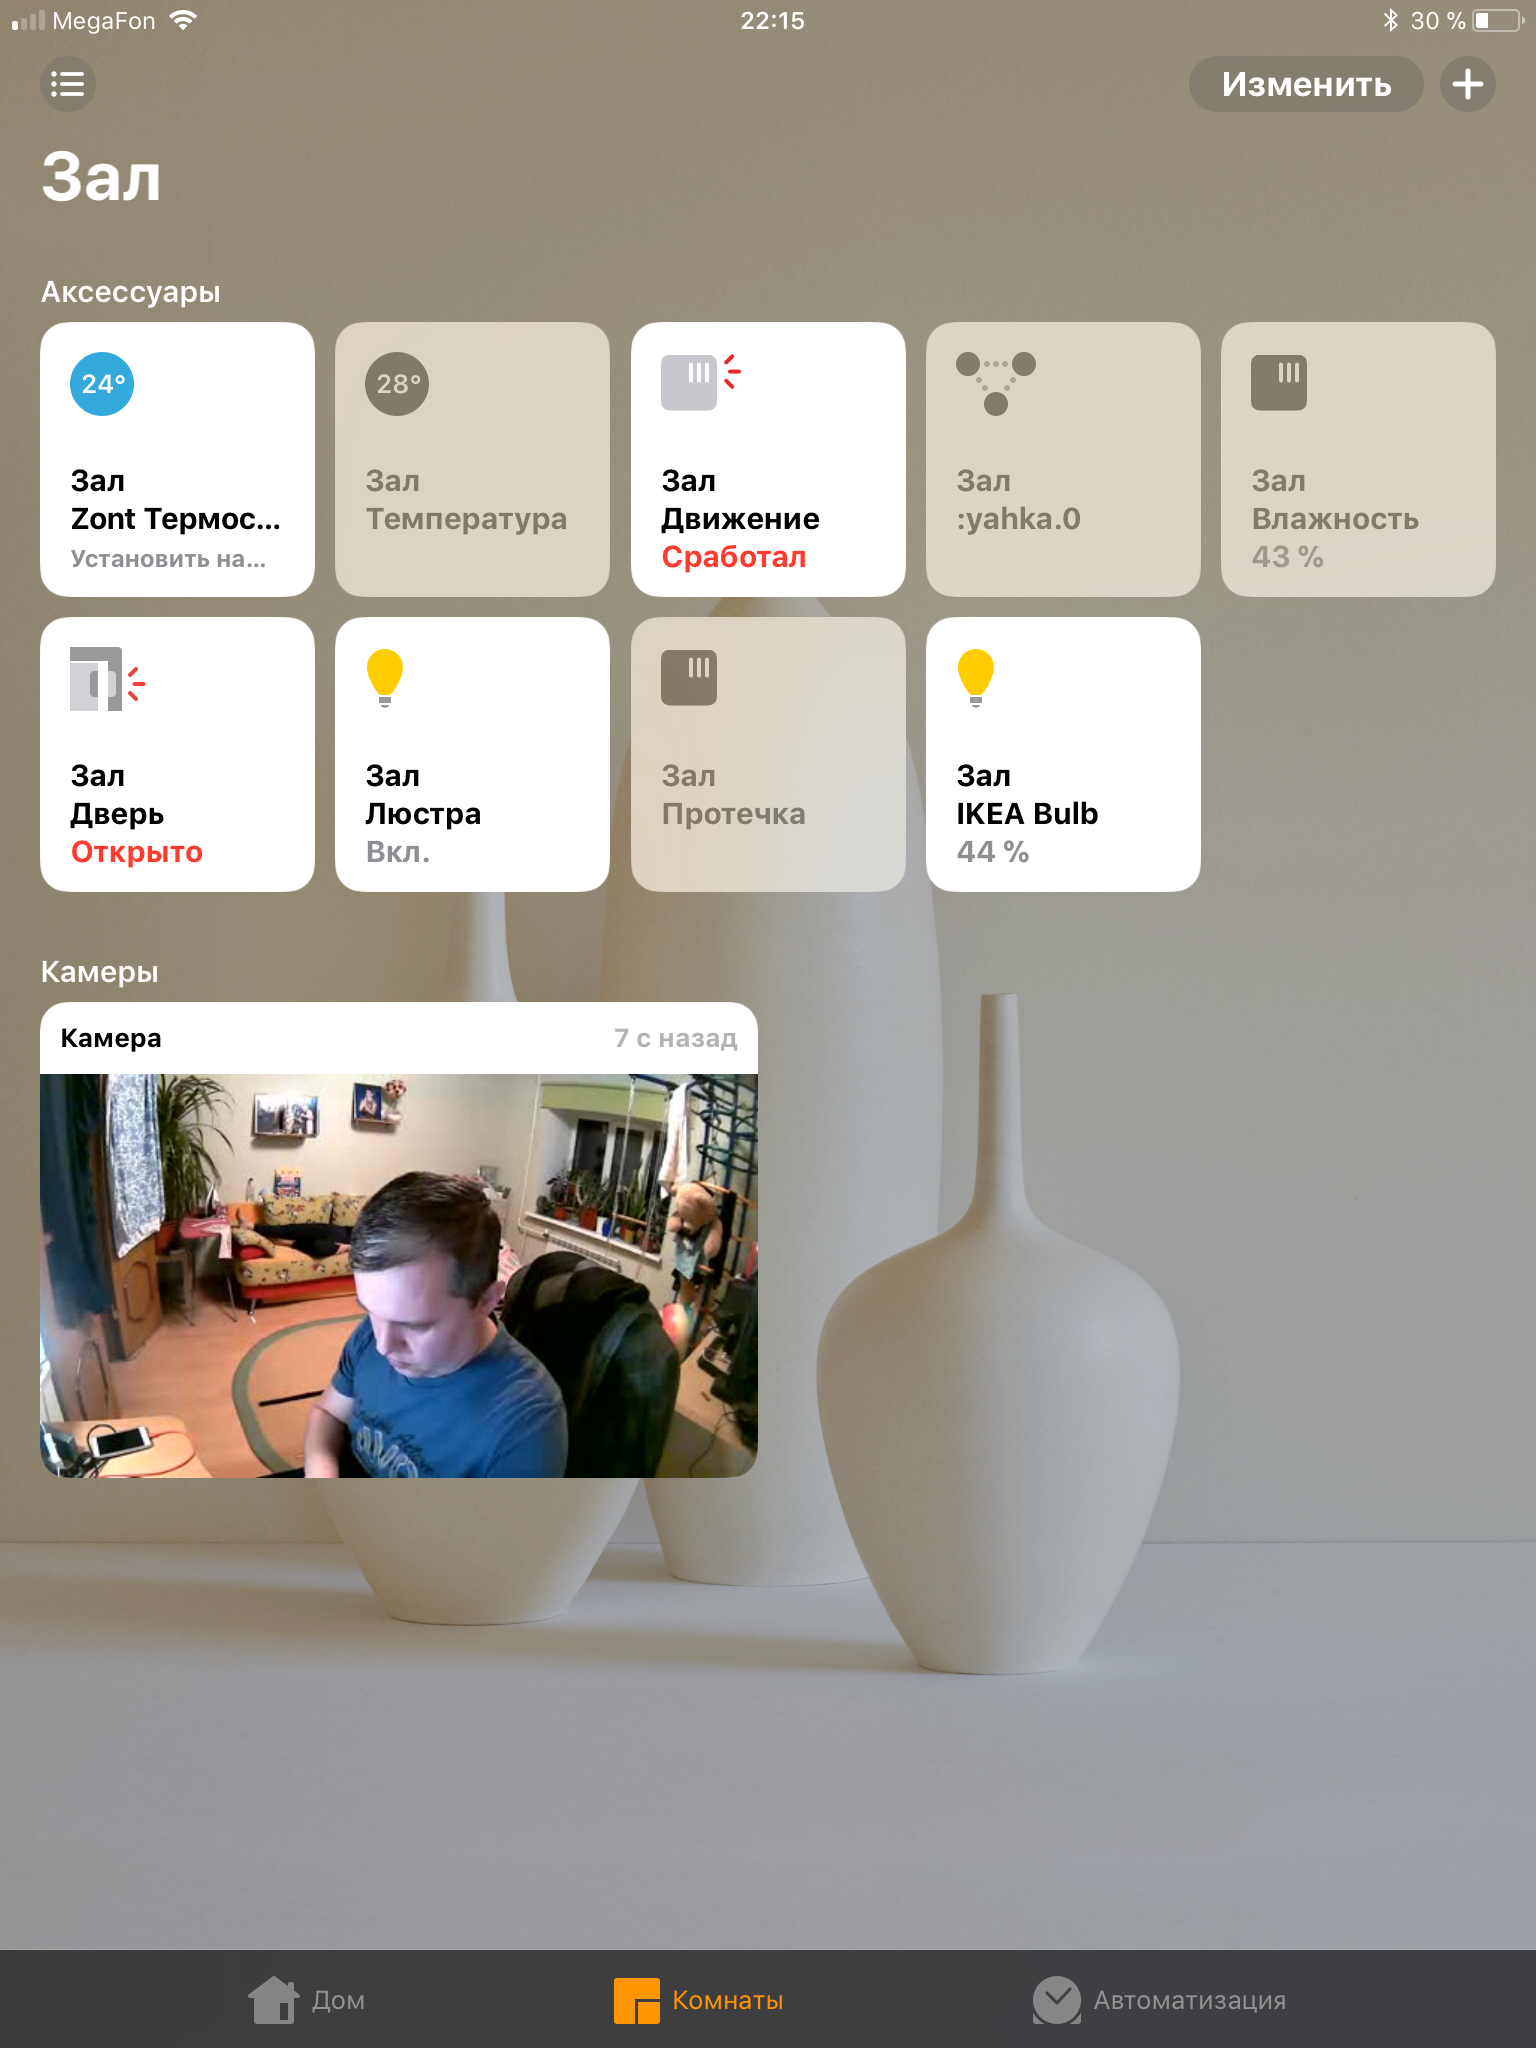 MegaFon
22:15
30 %
Изменить
Зал
Аксессуары
24°
Зал
Zont Термос...
Установить на...
28°
Зал
Температура
Зал
Движение
Сработал
Зал
:yahka.0
Зал
Влажность
43 %
Зал
Дверь
Открыто
Зал
Люстра
Вкл.
Зал
Протечка
Зал
IKEA Bulb
44 %
Камеры
Камера
7 с назад
Дом
Комнаты
Автоматизация